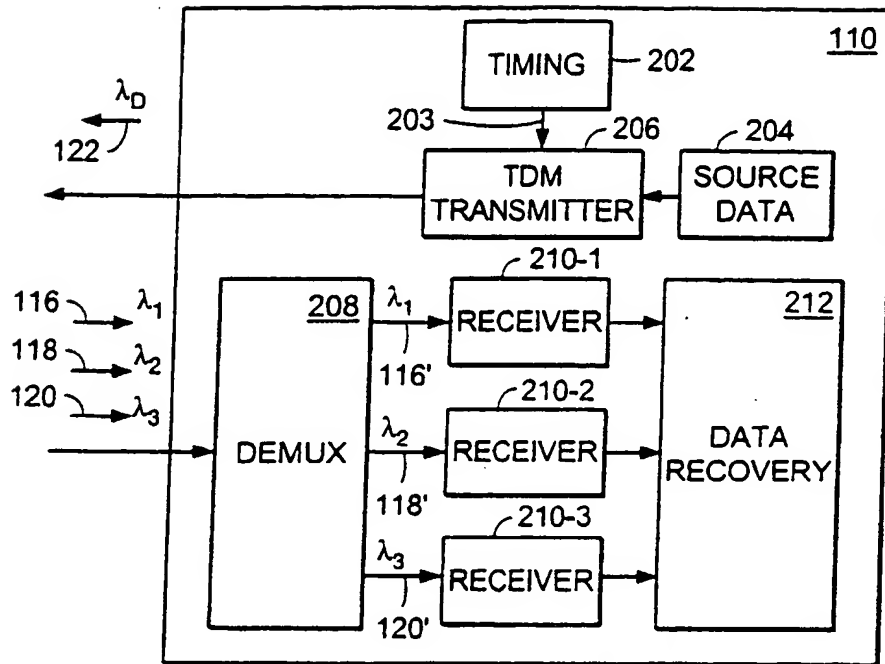 110
TIMING
202
λD
122
203
206
204
TDM
TRANSMITTER
SOURCE
DATA
116
λ1
118
λ2
120
λ3
208
DEMUX
λ1
116'
210-1
RECEIVER
λ2
118'
210-2
RECEIVER
λ3
120'
210-3
RECEIVER
212
DATA
RECOVERY